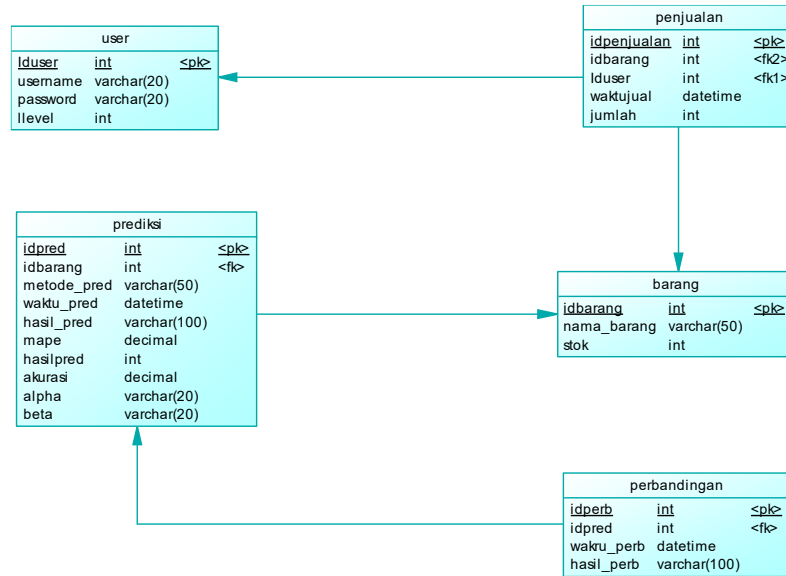 user
Iduser int <pk>
username varchar(20)
password varchar(20)
llevel int
penjualan
idpenjualan int <pk>
idbarang int <fk2>
Iduser int <fk1>
waktujual datetime
jumlah int
prediksi
idpred int <pk>
idbarang int <fk>
metode_pred varchar(50)
waktu_pred datetime
hasil_pred varchar(100)
mape decimal
hasilpred int
akurasi decimal
alpha varchar(20)
beta varchar(20)
barang
idbarang int <pk>
nama_barang varchar(50)
stok int
perbandingan
idperb int <pk>
idpred int <fk>
wakru_perb datetime
hasil_perb varchar(100)